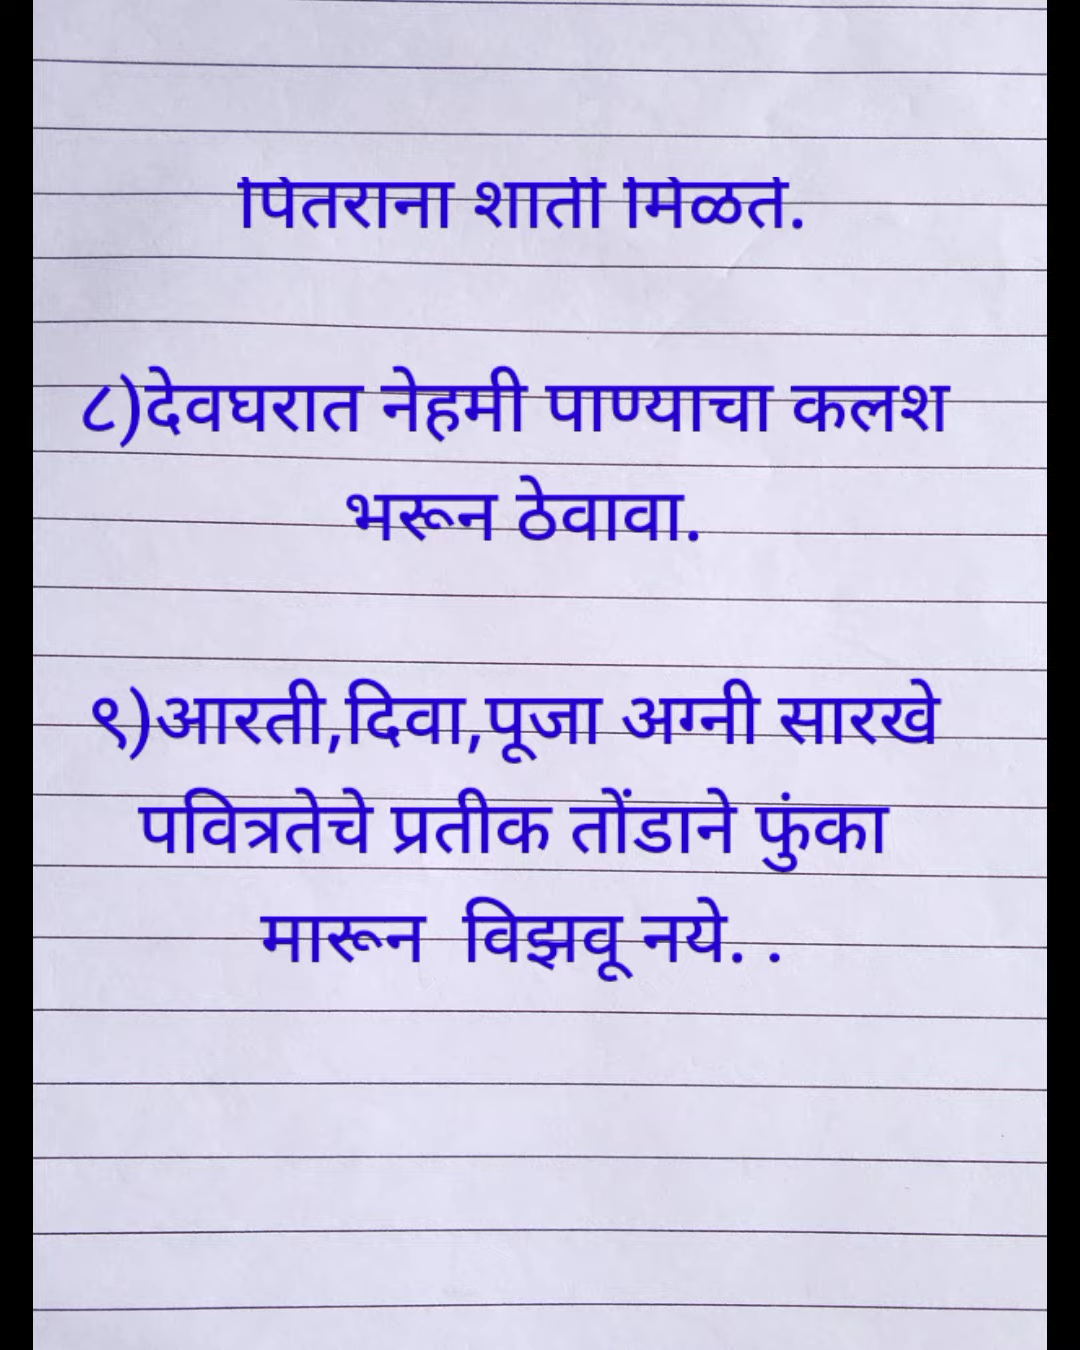 पितरांना शांती मिळते.
८)देवघरात नेहमी पाण्याचा कलश
भरून ठेवावा.
९)आरती,दिवा,पूजा अग्नी सारखे
पवित्रतेचे प्रतीक तोंडाने फुंका
मारून  विझवू नये. .